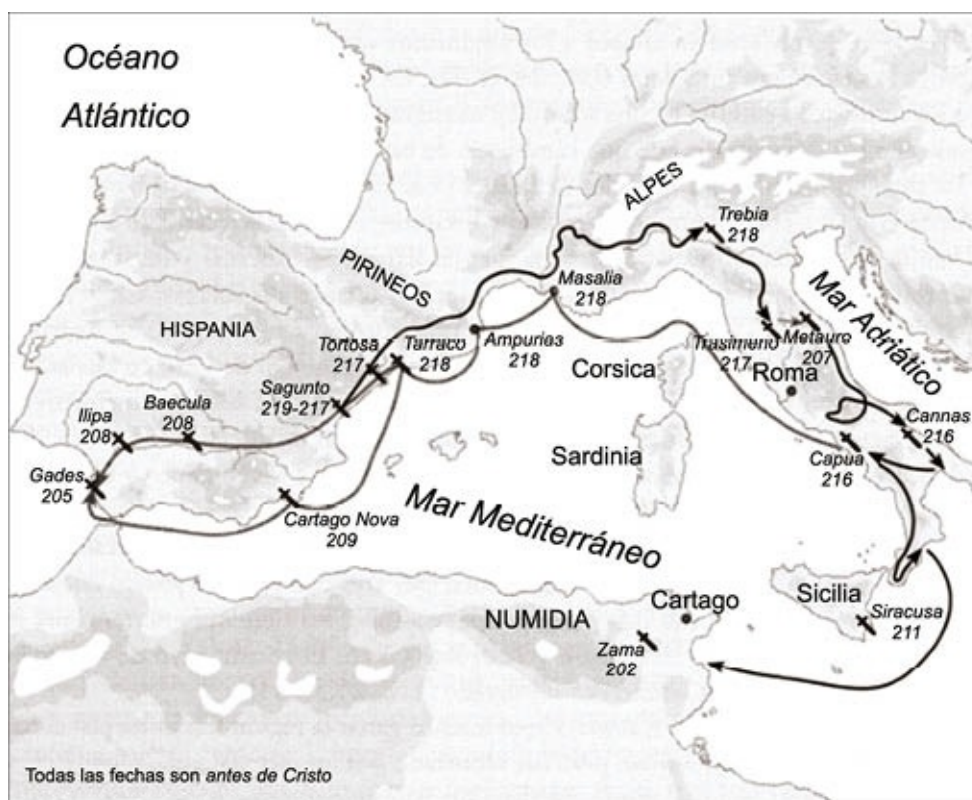 Océano
Atlántico
ALPES
Trebia
218
PIRINEOS
Masalia
218
Mar Adriático
HISPANIA
Tortosa
217
Tarraco
218
Ampuries
218
Trasimeno
217
Metauro
207
Corsica
Roma
Sagunto
219-217
Baecula
208
Ilipa
208
Cannas
216
Sardinia
Capua
216
Gades
205
Cartago Nova
209
Mar Mediterráneo
Sicilia
Cartago
NUMIDIA
Siracusa
211
Zama
202
Todas las fechas son antes de Cristo